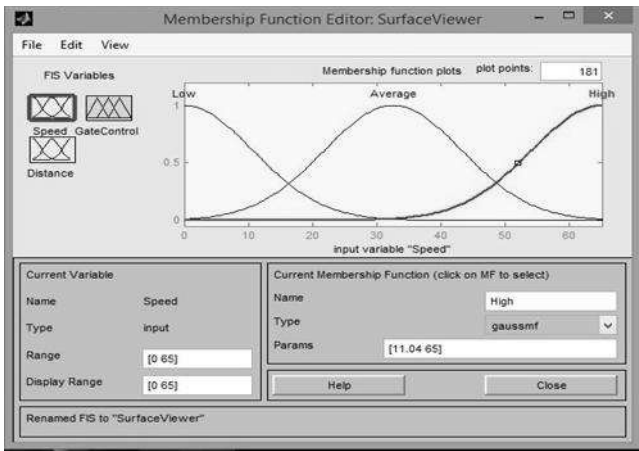 Membership Function Editor: SurfaceViewer
File Edit View
FIS Variables
Speed GateControl
Distance
Membership function plots plot points: 181
Low Average High
1
0.5
0
0 10 20 30 40 50 60
input variable "Speed"
Current Variable
Name Speed
Type input
Range [0 65]
Display Range [0 65]
Current Membership Function (click on MF to select)
Name High
Type gaussmf
Params [11.04 65]
Help Close
Renamed FIS to "SurfaceViewer"